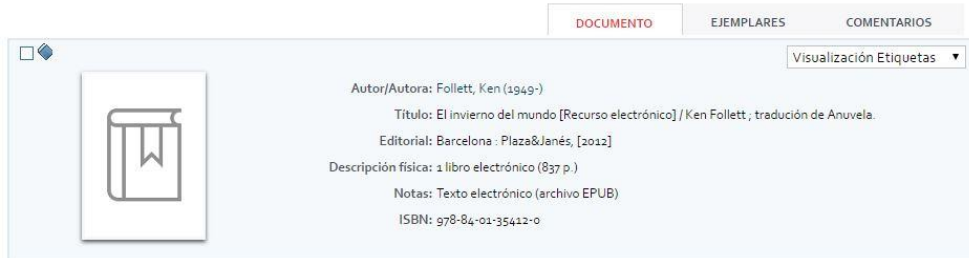 DOCUMENTO EJEMPLARES COMENTARIOS
Visualización Etiquetas
Autor/Autora: Follett, Ken (1949-)
Título: El invierno del mundo [Recurso electrónico] / Ken Follett ; tradución de Anuvela.
Editorial: Barcelona : Plaza&Janés, [2012]
Descripción física: 1 libro electrónico (837 p.)
Notas: Texto electrónico (archivo EPUB)
ISBN: 978-84-01-35412-0